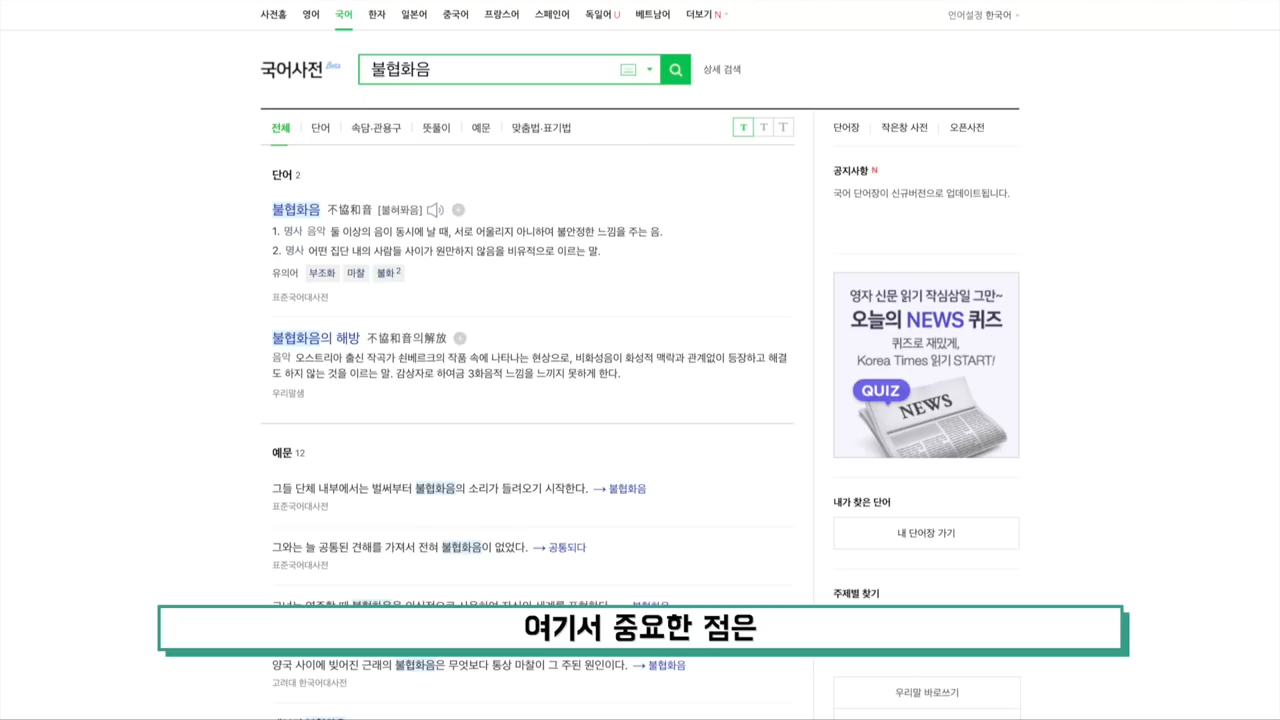 사전홈 영어 국어 한자 일본어 중국어 프랑스어 스페인어 독일어 U 베트남어 더보기 N
언어설정 한국어
국어사전 Beta
불협화음
상세 검색
전체 단어 속담·관용구 뜻풀이 예문 맞춤법·표기법
T T T
단어 2
불협화음 不協和音 [불혀퐈음]
1. 명사 음악 둘 이상의 음이 동시에 날 때, 서로 어울리지 아니하여 불안정한 느낌을 주는 음.
2. 명사 어떤 집단 내의 사람들 사이가 원만하지 않음을 비유적으로 이르는 말.
유의어 부조화 마찰 불화2
표준국어대사전
불협화음의 해방 不協和音의解放
음악 오스트리아 출신 작곡가 쇤베르크의 작품 속에 나타나는 현상으로, 비화성음이 화성적 맥락과 관계없이 등장하고 해결
도 하지 않는 것을 이르는 말. 감상자로 하여금 3화음적 느낌을 느끼지 못하게 한다.
우리말샘
예문 12
그들 단체 내부에서는 벌써부터 불협화음의 소리가 들려오기 시작한다. → 불협화음
표준국어대사전
그와는 늘 공통된 견해를 가져서 전혀 불협화음이 없었다. → 공통되다
표준국어대사전
여기서 중요한 점은
양국 사이에 빚어진 근래의 불협화음은 무엇보다 통상 마찰이 그 주된 원인이다. → 불협화음
고려대 한국어대사전
단어장 작은창 사전 오픈사전
공지사항 N
국어 단어장이 신규버전으로 업데이트됩니다.
영자 신문 읽기 작심삼일 그만~
오늘의 NEWS 퀴즈
퀴즈로 재밌게,
Korea Times 읽기 START!
QUIZ
NEWS
내가 찾은 단어
내 단어장 가기
주제별 찾기
우리말 바로쓰기